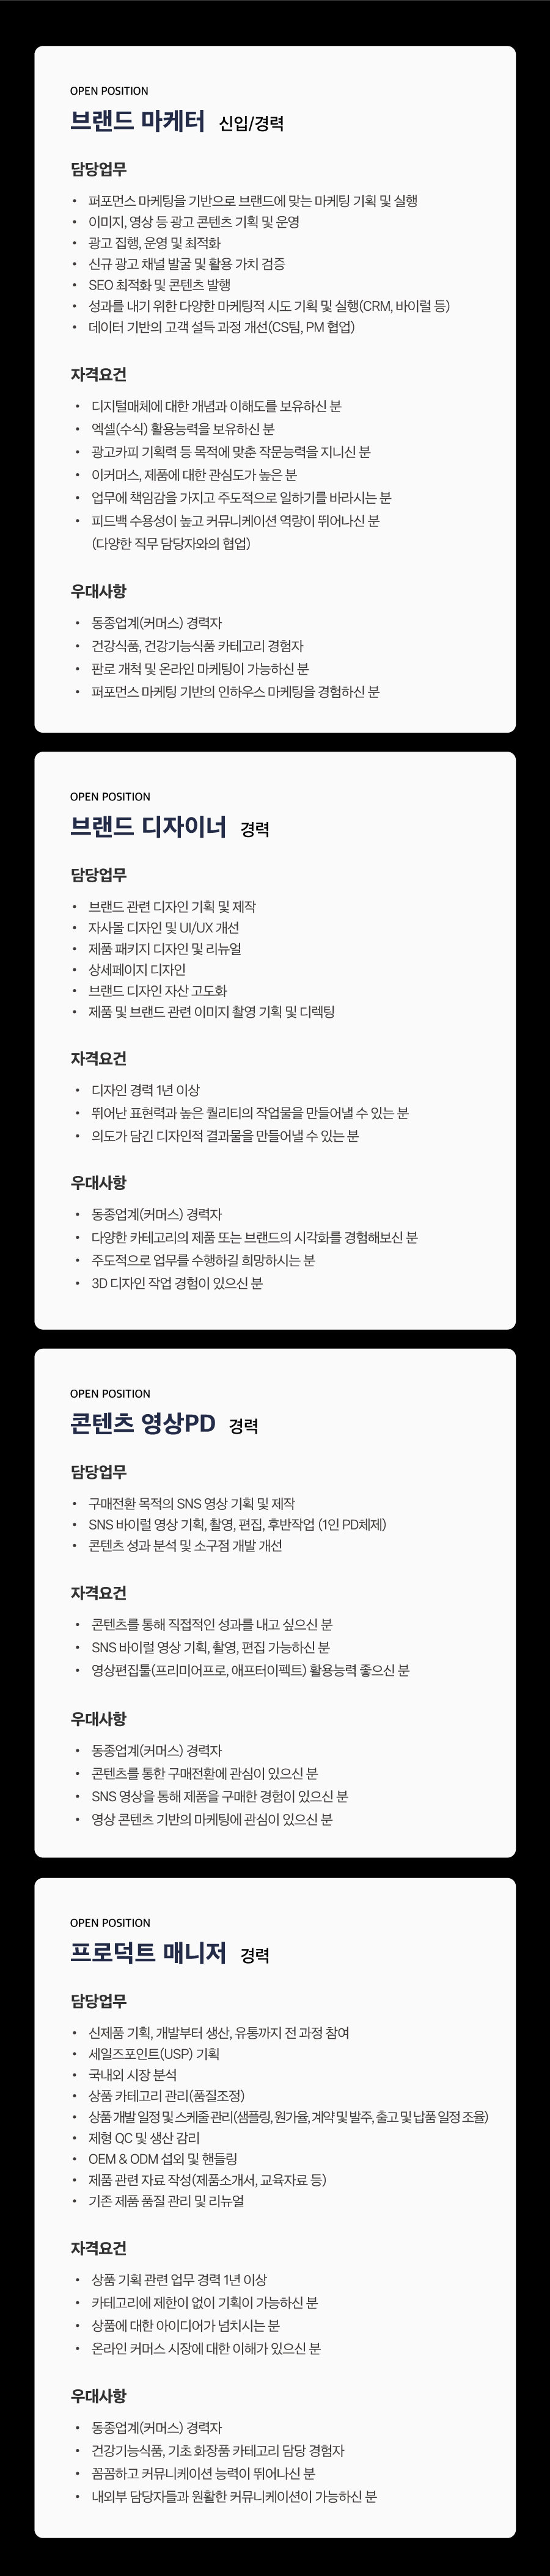 OPEN POSITION
브랜드 마케터 신입/경력
담당업무
• 퍼포먼스 마케팅을 기반으로 브랜드에 맞는 마케팅 기획 및 실행
• 이미지, 영상 등 광고 콘텐츠 기획 및 운영
• 광고 집행, 운영 및 최적화
• 신규 광고 채널 발굴 및 활용 가치 검증
• SEO 최적화 및 콘텐츠 발행
• 성과를 내기 위한 다양한 마케팅적 시도 기획 및 실행(CRM, 바이럴 등)
• 데이터 기반의 고객 설득 과정 개선(CS팀, PM 협업)
자격요건
• 디지털매체에 대한 개념과 이해도를 보유하신 분
• 엑셀(수식) 활용능력을 보유하신 분
• 광고카피 기획력 등 목적에 맞춘 작문능력을 지니신 분
• 이커머스, 제품에 대한 관심도가 높은 분
• 업무에 책임감을 가지고 주도적으로 일하기를 바라시는 분
• 피드백 수용성이 높고 커뮤니케이션 역량이 뛰어나신 분
(다양한 직무 담당자와의 협업)
우대사항
• 동종업계(커머스) 경력자
• 건강식품, 건강기능식품 카테고리 경험자
• 판로 개척 및 온라인 마케팅이 가능하신 분
• 퍼포먼스 마케팅 기반의 인하우스 마케팅을 경험하신 분
OPEN POSITION
브랜드 디자이너 경력
담당업무
• 브랜드 관련 디자인 기획 및 제작
• 자사몰 디자인 및 UI/UX 개선
• 제품 패키지 디자인 및 리뉴얼
• 상세페이지 디자인
• 브랜드 디자인 자산 고도화
• 제품 및 브랜드 관련 이미지 촬영 기획 및 디렉팅
자격요건
• 디자인 경력 1년 이상
• 뛰어난 표현력과 높은 퀄리티의 작업물을 만들어낼 수 있는 분
• 의도가 담긴 디자인적 결과물을 만들어낼 수 있는 분
우대사항
• 동종업계(커머스) 경력자
• 다양한 카테고리의 제품 또는 브랜드의 시각화를 경험해보신 분
• 주도적으로 업무를 수행하길 희망하시는 분
• 3D 디자인 작업 경험이 있으신 분
OPEN POSITION
콘텐츠 영상PD 경력
담당업무
• 구매전환 목적의 SNS 영상 기획 및 제작
• SNS 바이럴 영상 기획, 촬영, 편집, 후반작업 (1인 PD체제)
• 콘텐츠 성과 분석 및 소구점 개발 개선
자격요건
• 콘텐츠를 통해 직접적인 성과를 내고 싶으신 분
• SNS 바이럴 영상 기획, 촬영, 편집 가능하신 분
• 영상편집툴(프리미어프로, 애프터이펙트) 활용능력 좋으신 분
우대사항
• 동종업계(커머스) 경력자
• 콘텐츠를 통한 구매전환에 관심이 있으신 분
• SNS 영상을 통해 제품을 구매한 경험이 있으신 분
• 영상 콘텐츠 기반의 마케팅에 관심이 있으신 분
OPEN POSITION
프로덕트 매니저 경력
담당업무
• 신제품 기획, 개발부터 생산, 유통까지 전 과정 참여
• 세일즈포인트(USP) 기획
• 국내외 시장 분석
• 상품 카테고리 관리(품질조정)
• 상품 개발 일정 및 스케줄 관리(샘플링, 원가율, 계약 및 발주, 출고 및 납품 일정 조율)
• 제형 QC 및 생산 감리
• OEM & ODM 섭외 및 핸들링
• 제품 관련 자료 작성(제품소개서, 교육자료 등)
• 기존 제품 품질 관리 및 리뉴얼
자격요건
• 상품 기획 관련 업무 경력 1년 이상
• 카테고리에 제한이 없이 기획이 가능하신 분
• 상품에 대한 아이디어가 넘치시는 분
• 온라인 커머스 시장에 대한 이해가 있으신 분
우대사항
• 동종업계(커머스) 경력자
• 건강기능식품, 기초 화장품 카테고리 담당 경험자
• 꼼꼼하고 커뮤니케이션 능력이 뛰어나신 분
• 내외부 담당자들과 원활한 커뮤니케이션이 가능하신 분